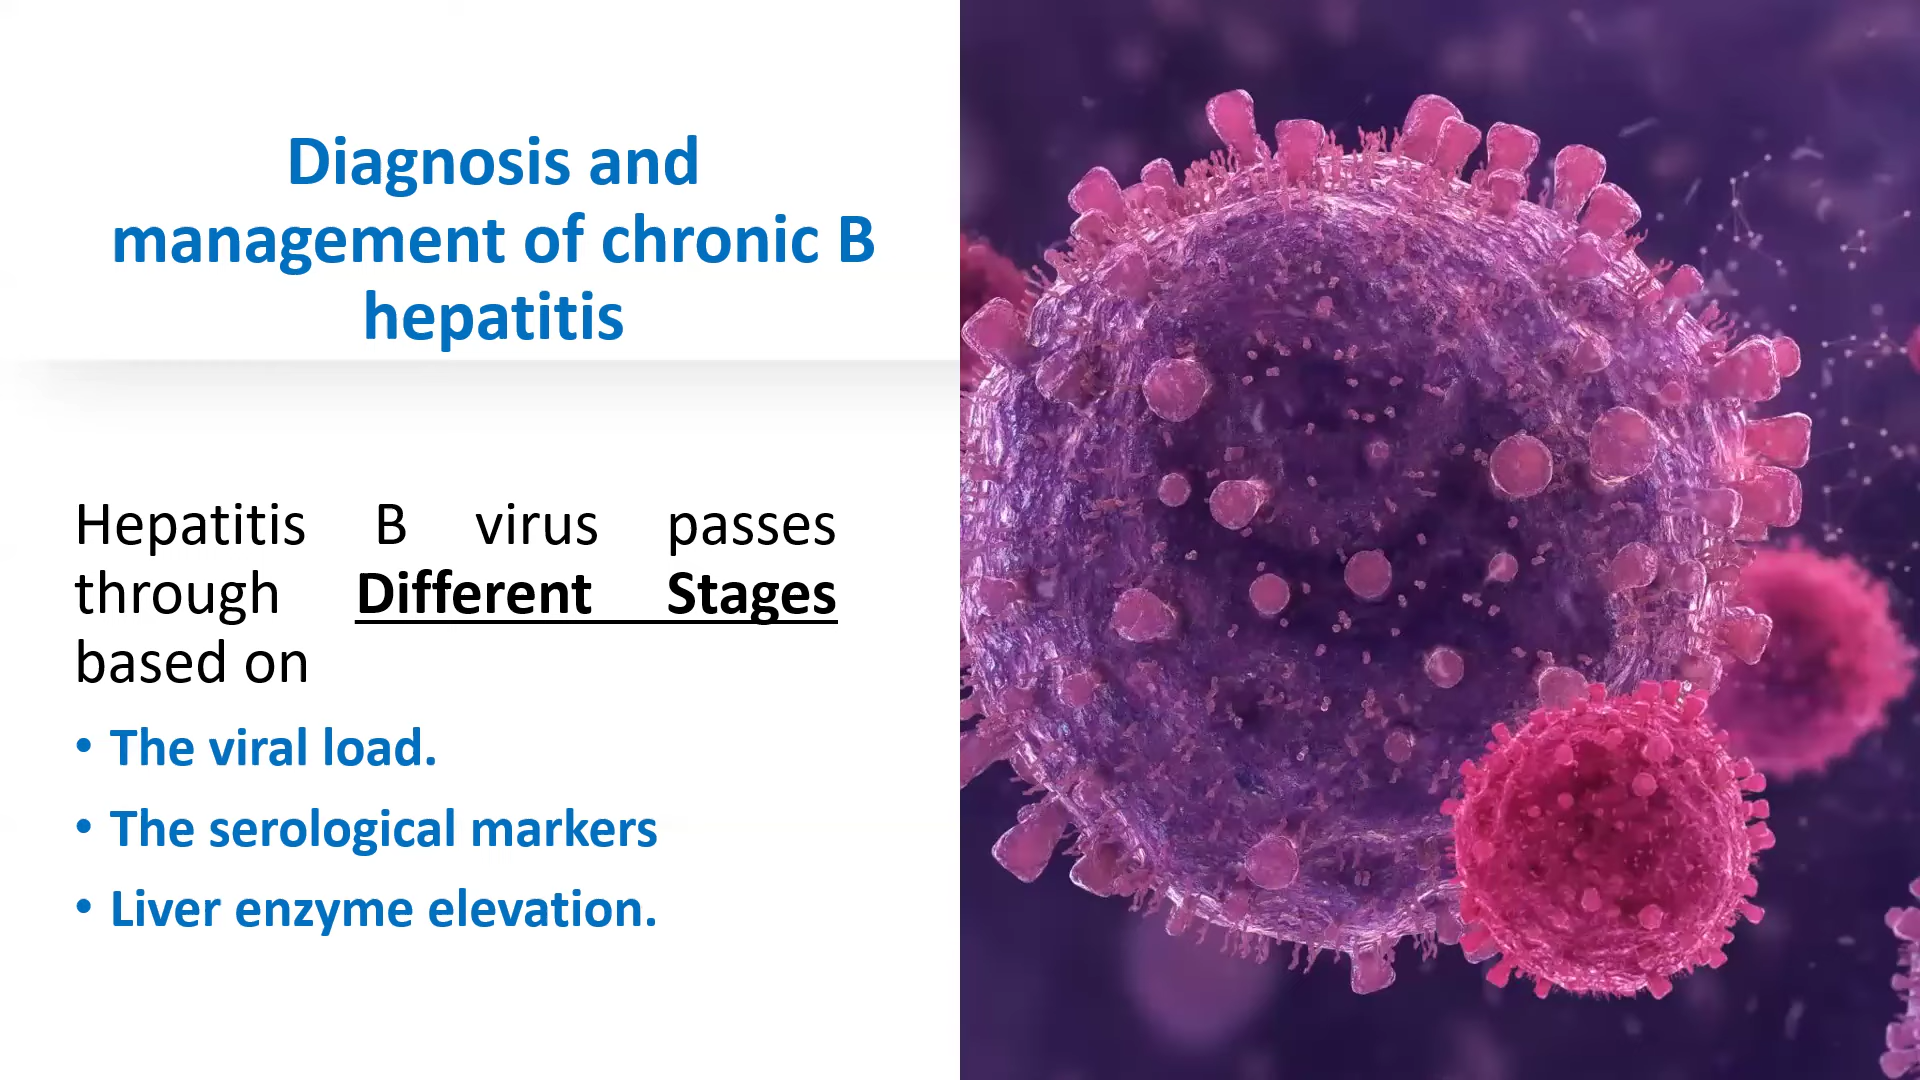 Diagnosis and
management of chronic B
hepatitis
Hepatitis B virus passes
through Different Stages
based on
• The viral load.
• The serological markers
• Liver enzyme elevation.